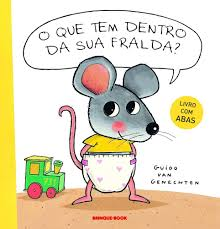 O QUE TEM DENTRO
DA SUA FRALDA?
LIVRO
COM
ABAS
GUIDO
VAN
GENECHTEN
BRINQUE-BOOK